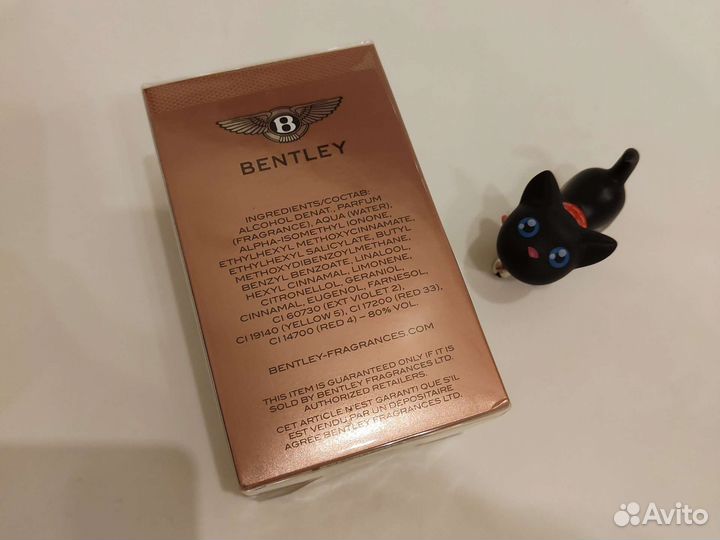 B
BENTLEY
INGREDIENTS/СОСТАВ:
ALCOHOL DENAT., PARFUM
(FRAGRANCE), AQUA (WATER),
ALPHA-ISOMETHYL IONONE,
ETHYLHEXYL METHOXYCINNAMATE,
ETHYLHEXYL SALICYLATE, BUTYL
METHOXYDIBENZOYLMETHANE,
BENZYL BENZOATE, LINALOOL,
HEXYL CINNAMAL, LIMONENE,
CITRONELLOL, GERANIOL,
CINNAMAL, EUGENOL, FARNESOL,
CI 60730 (EXT VIOLET 2),
CI 19140 (YELLOW 5), CI 17200 (RED 33),
CI 14700 (RED 4) – 80% VOL.
BENTLEY-FRAGRANCES.COM
THIS ITEM IS GUARANTEED ONLY IF IT IS
SOLD BY BENTLEY FRAGRANCES LTD.
AUTHORIZED RETAILERS.
CET ARTICLE N'EST GARANTI QUE S'IL
EST VENDU PAR UN DÉPOSITAIRE
AGRÉÉ BENTLEY FRAGRANCES LTD.
Avito